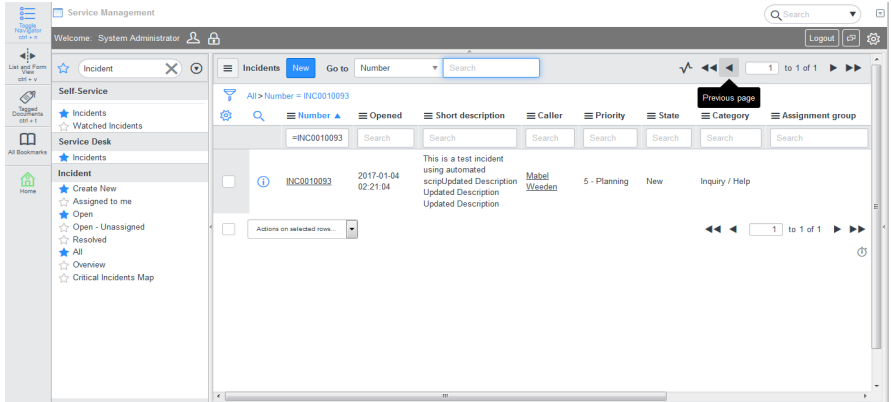 Service Management
Search
Toggle Navigator
ctrl + n
Welcome: System Administrator
Logout
List and Form View
ctrl + v
Tagged Documents
ctrl + t
All Bookmarks
Home
Incident
Self-Service
Incidents
Watched Incidents
Service Desk
Incidents
Incident
Create New
Assigned to me
Open
Open - Unassigned
Resolved
All
Overview
Critical Incidents Map
Incidents New Go to Number Search 1 to 1 of 1
Previous page
All > Number = INC0010093
Number Opened Short description Caller Priority State Category Assignment group
=INC0010093 Search Search Search Search Search Search Search
This is a test incident
using automated
scripUpdated Description
Updated Description
Updated Description
INC0010093
2017-01-04
02:21:04
Mabel
Weeden
5 - Planning
New
Inquiry / Help
Actions on selected rows...
1 to 1 of 1